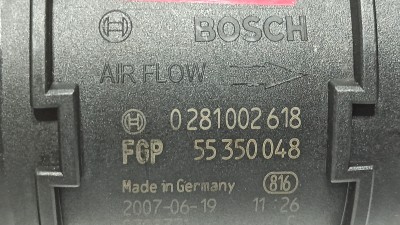 BOSCH
AIR FLOW
0 281 002 618
FGP 55 350 048
Made in Germany 816
2007-06-19 11:26